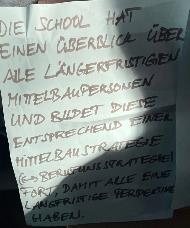 DIE SCHOOL HAT
EINEN ÜBERBLICK ÜBER
ALLE LÄNGERFRISTIGEN
MITTELBAUPERSONEN
UND BILDET DIESE
ENTSPRECHEND EINER
MITTELBAUSTRATEGIE
(↔ BERUFUNGSSTRATEGIE)
FORT, DAMIT ALLE EINE
LANGFRISTIGE PERSPEKTIVE
HABEN.